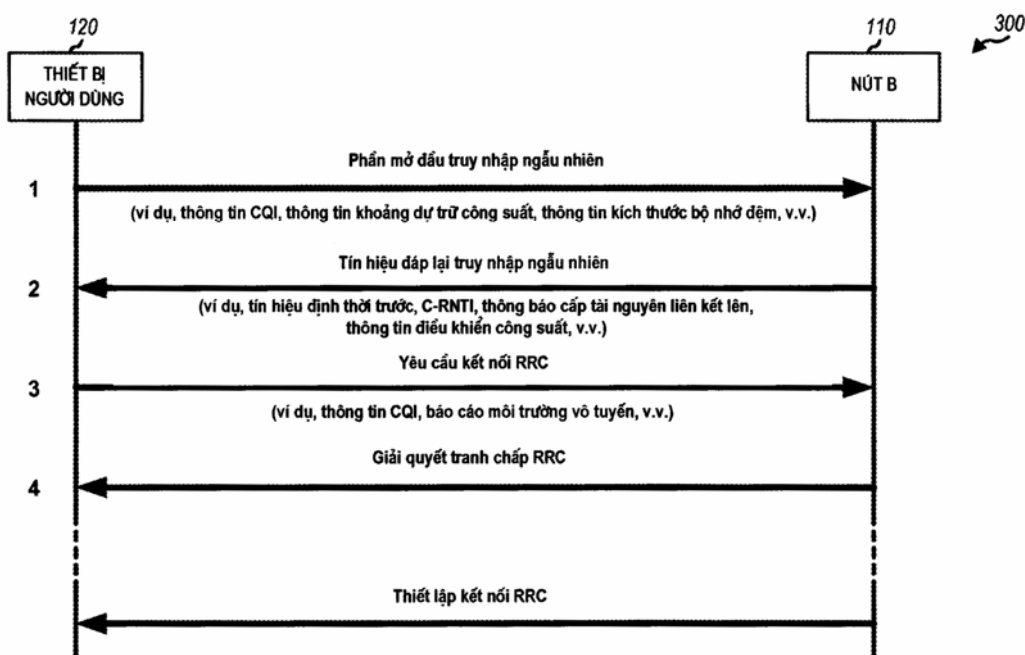 120
110
300
THIẾT BỊ
NGƯỜI DÙNG
NÚT B
Phần mở đầu truy nhập ngẫu nhiên
1
(ví dụ, thông tin CQI, thông tin khoảng dự trữ công suất, thông tin kích thước bộ nhớ đệm, v.v.)
Tín hiệu đáp lại truy nhập ngẫu nhiên
2
(ví dụ, tín hiệu định thời trước, C-RNTI, thông báo cấp tài nguyên liên kết lên,
thông tin điều khiển công suất, v.v.)
Yêu cầu kết nối RRC
3
(ví dụ, thông tin CQI, báo cáo môi trường vô tuyến, v.v.)
Giải quyết tranh chấp RRC
4
Thiết lập kết nối RRC